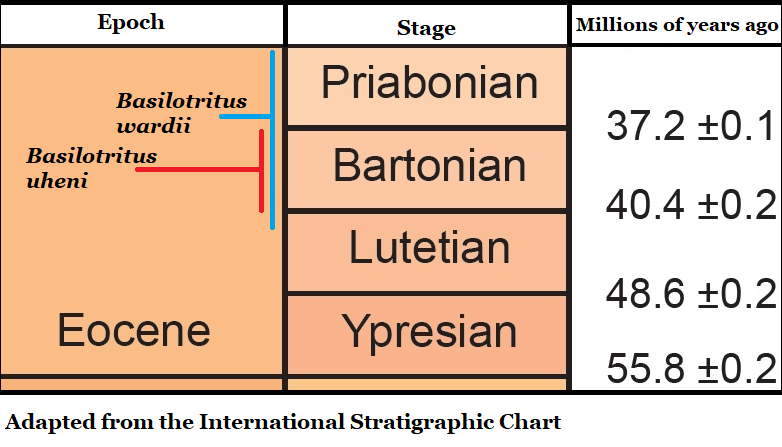 Epoch
Stage
Millions of years ago
Basilotritus
wardii
Basilotritus
uheni
Eocene
Priabonian
Bartonian
Lutetian
Ypresian
37.2 ±0.1
40.4 ±0.2
48.6 ±0.2
55.8 ±0.2
Adapted from the International Stratigraphic Chart